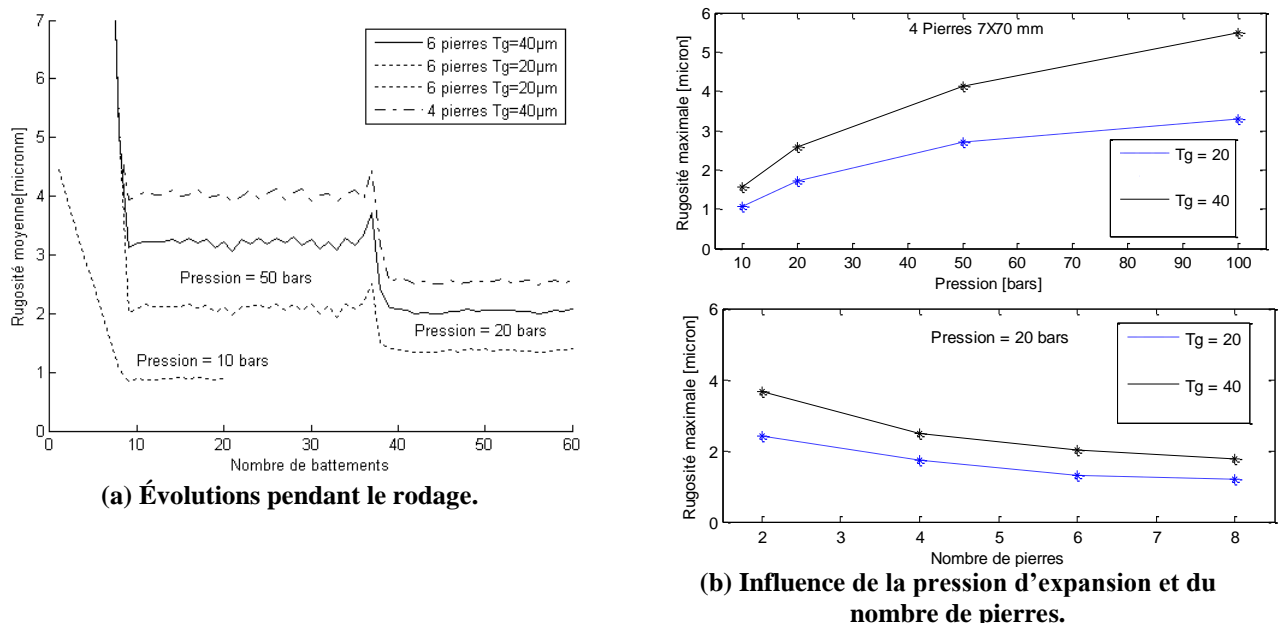 7
6
5
4
3
2
1
0
Rugosité moyenne[micronm]
6 pierres Tg=40µm
6 pierres Tg=20µm
6 pierres Tg=20µm
4 pierres Tg=40µm
Pression = 50 bars
Pression = 20 bars
Pression = 10 bars
0 10 20 30 40 50 60
Nombre de battements
(a) Évolutions pendant le rodage.
6
5
4
3
2
1
0
Rugosité maximale [micron]
4 Pierres 7X70 mm
Tg = 20
Tg = 40
10 20 30 40 50 60 70 80 90 100
Pression [bars]
6
4
2
0
Rugosité maximale [micron]
Pression = 20 bars
Tg = 20
Tg = 40
2 3 4 5 6 7 8
Nombre de pierres
(b) Influence de la pression d’expansion et du
nombre de pierres.